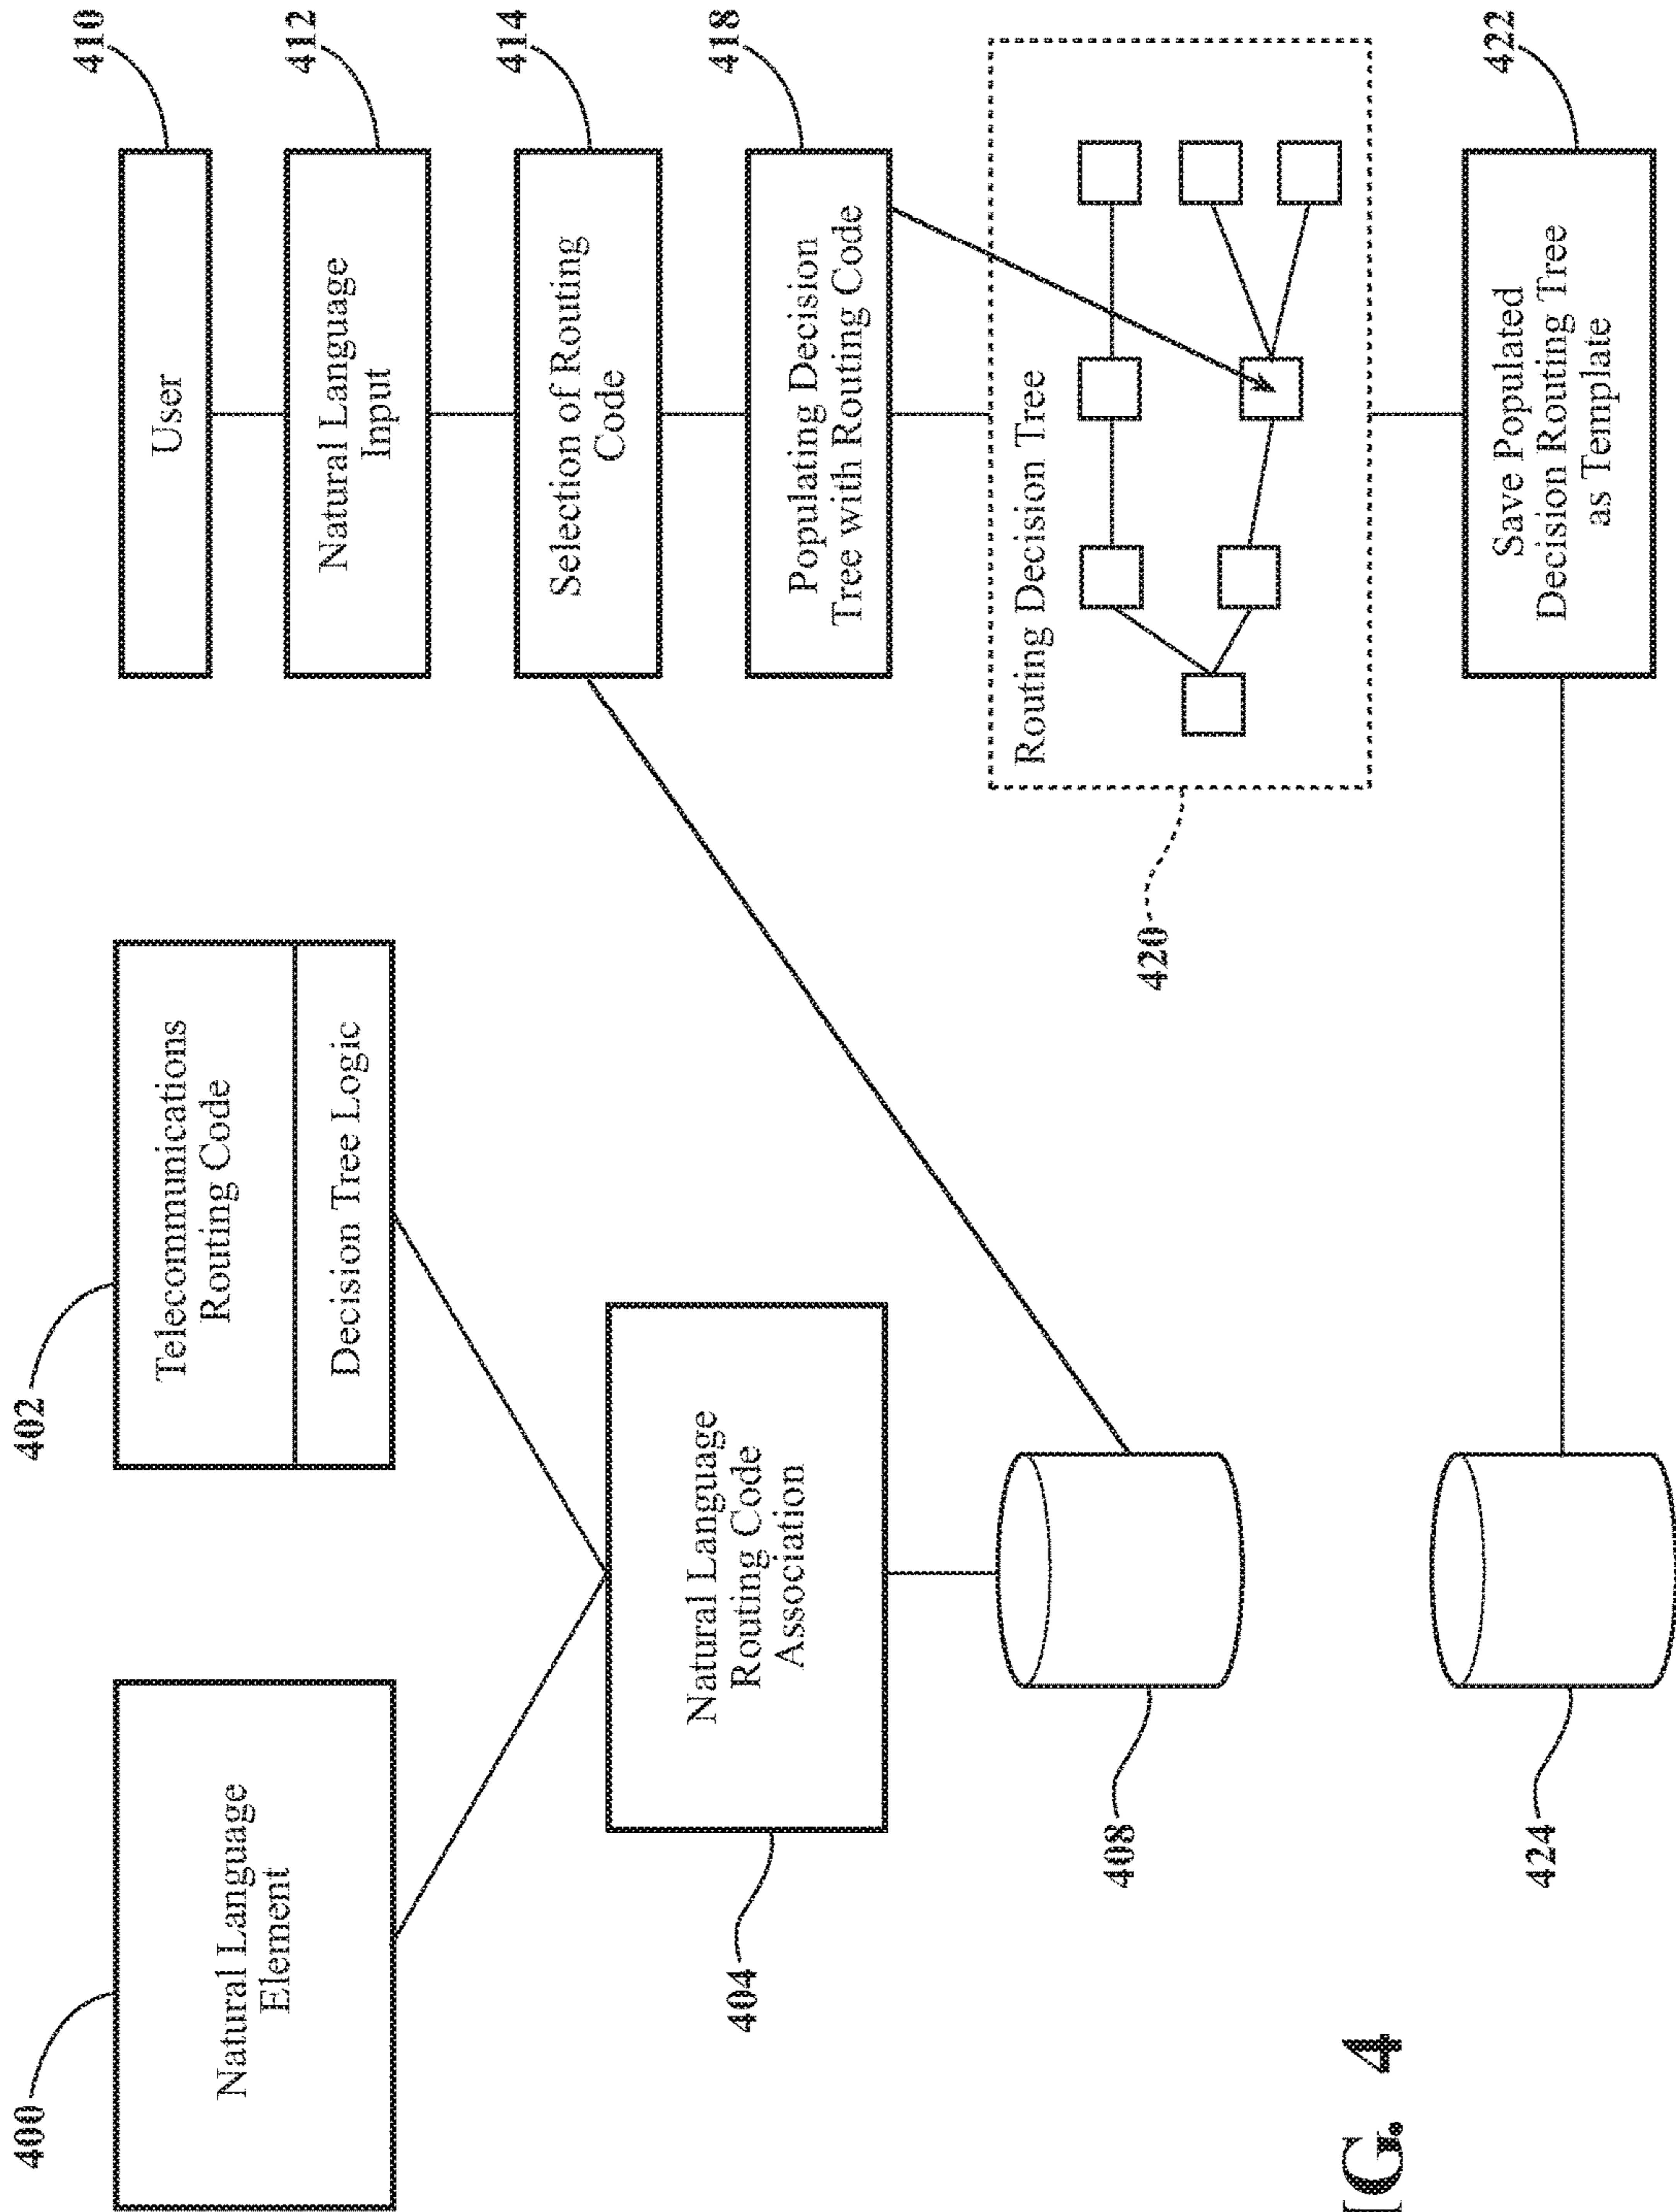 400
Natural Language
Element
402
Telecommunications
Routing Code
Decision Tree Logic
404
Natural Language
Routing Code
Association
408
410
User
412
Natural Language
Input
414
Selection of Routing
Code
418
Populating Decision
Tree with Routing Code
420
Routing Decision Tree
422
Save Populated
Decision Routing Tree
as Template
424
IG. 4